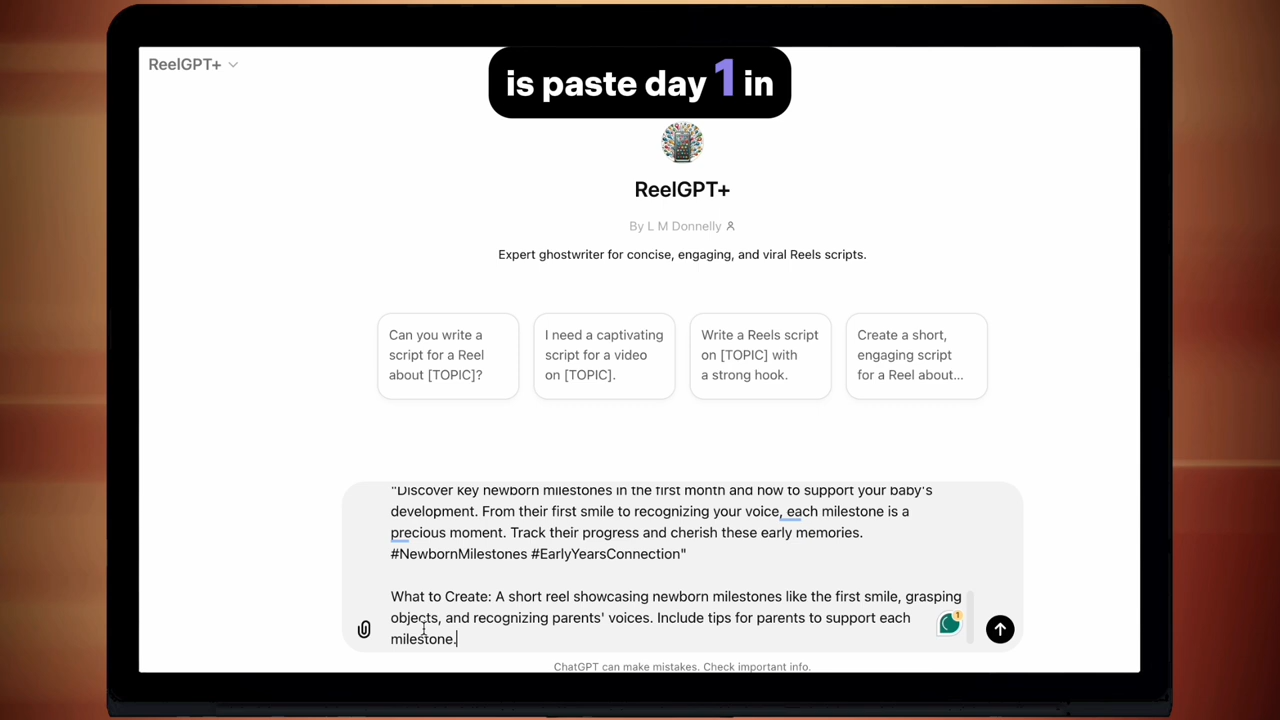 ReelGPT+
is paste day 1 in
ReelGPT+
By L M Donnelly
Expert ghostwriter for concise, engaging, and viral Reels scripts.
Can you write a
script for a Reel
about [TOPIC]?
I need a captivating
script for a video
on [TOPIC].
Write a Reels script
on [TOPIC] with
a strong hook.
Create a short,
engaging script
for a Reel about...
"Discover key newborn milestones in the first month and how to support your baby's
development. From their first smile to recognizing your voice, each milestone is a
precious moment. Track their progress and cherish these early memories.
#NewbornMilestones #EarlyYearsConnection"
What to Create: A short reel showcasing newborn milestones like the first smile, grasping
objects, and recognizing parents' voices. Include tips for parents to support each
milestone.
1
ChatGPT can make mistakes. Check important info.